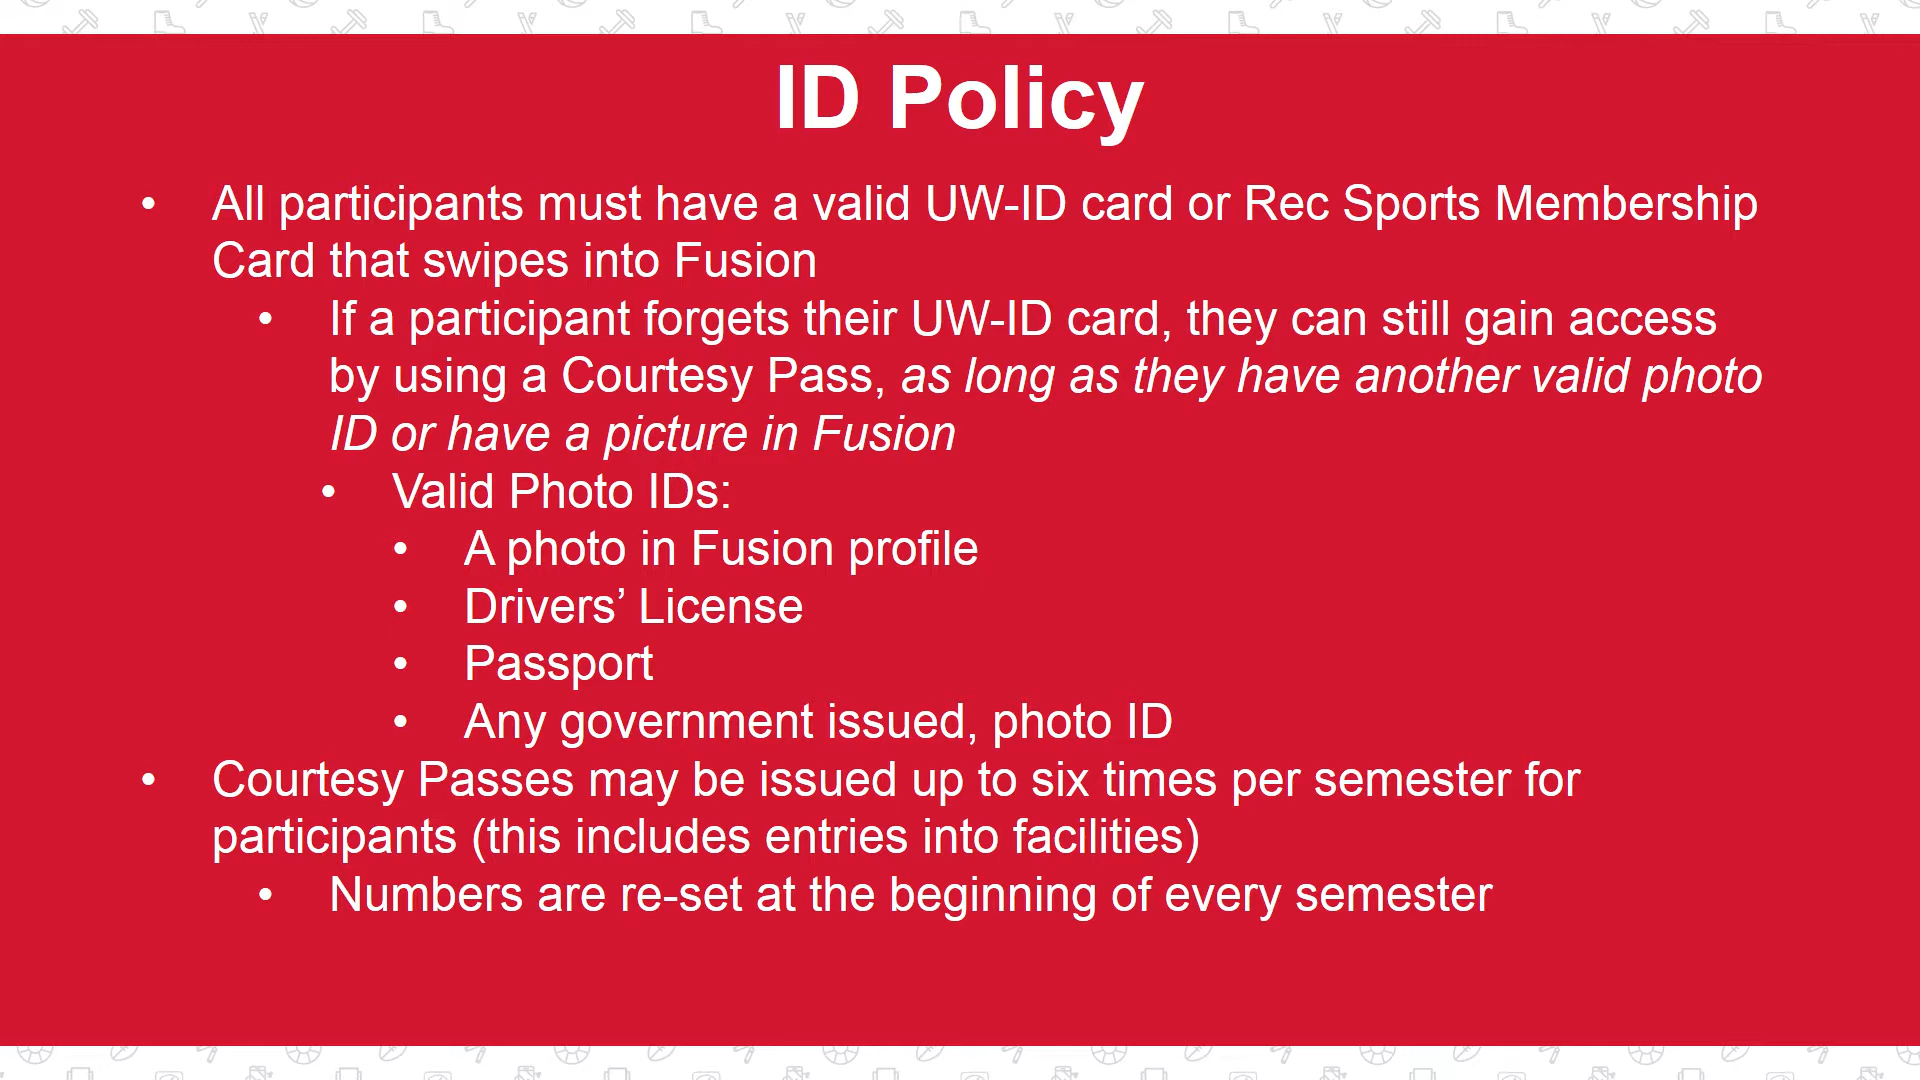 ID Policy
• All participants must have a valid UW-ID card or Rec Sports Membership
Card that swipes into Fusion
• If a participant forgets their UW-ID card, they can still gain access
by using a Courtesy Pass, as long as they have another valid photo
ID or have a picture in Fusion
• Valid Photo IDs:
• A photo in Fusion profile
• Drivers’ License
• Passport
• Any government issued, photo ID
• Courtesy Passes may be issued up to six times per semester for
participants (this includes entries into facilities)
• Numbers are re-set at the beginning of every semester